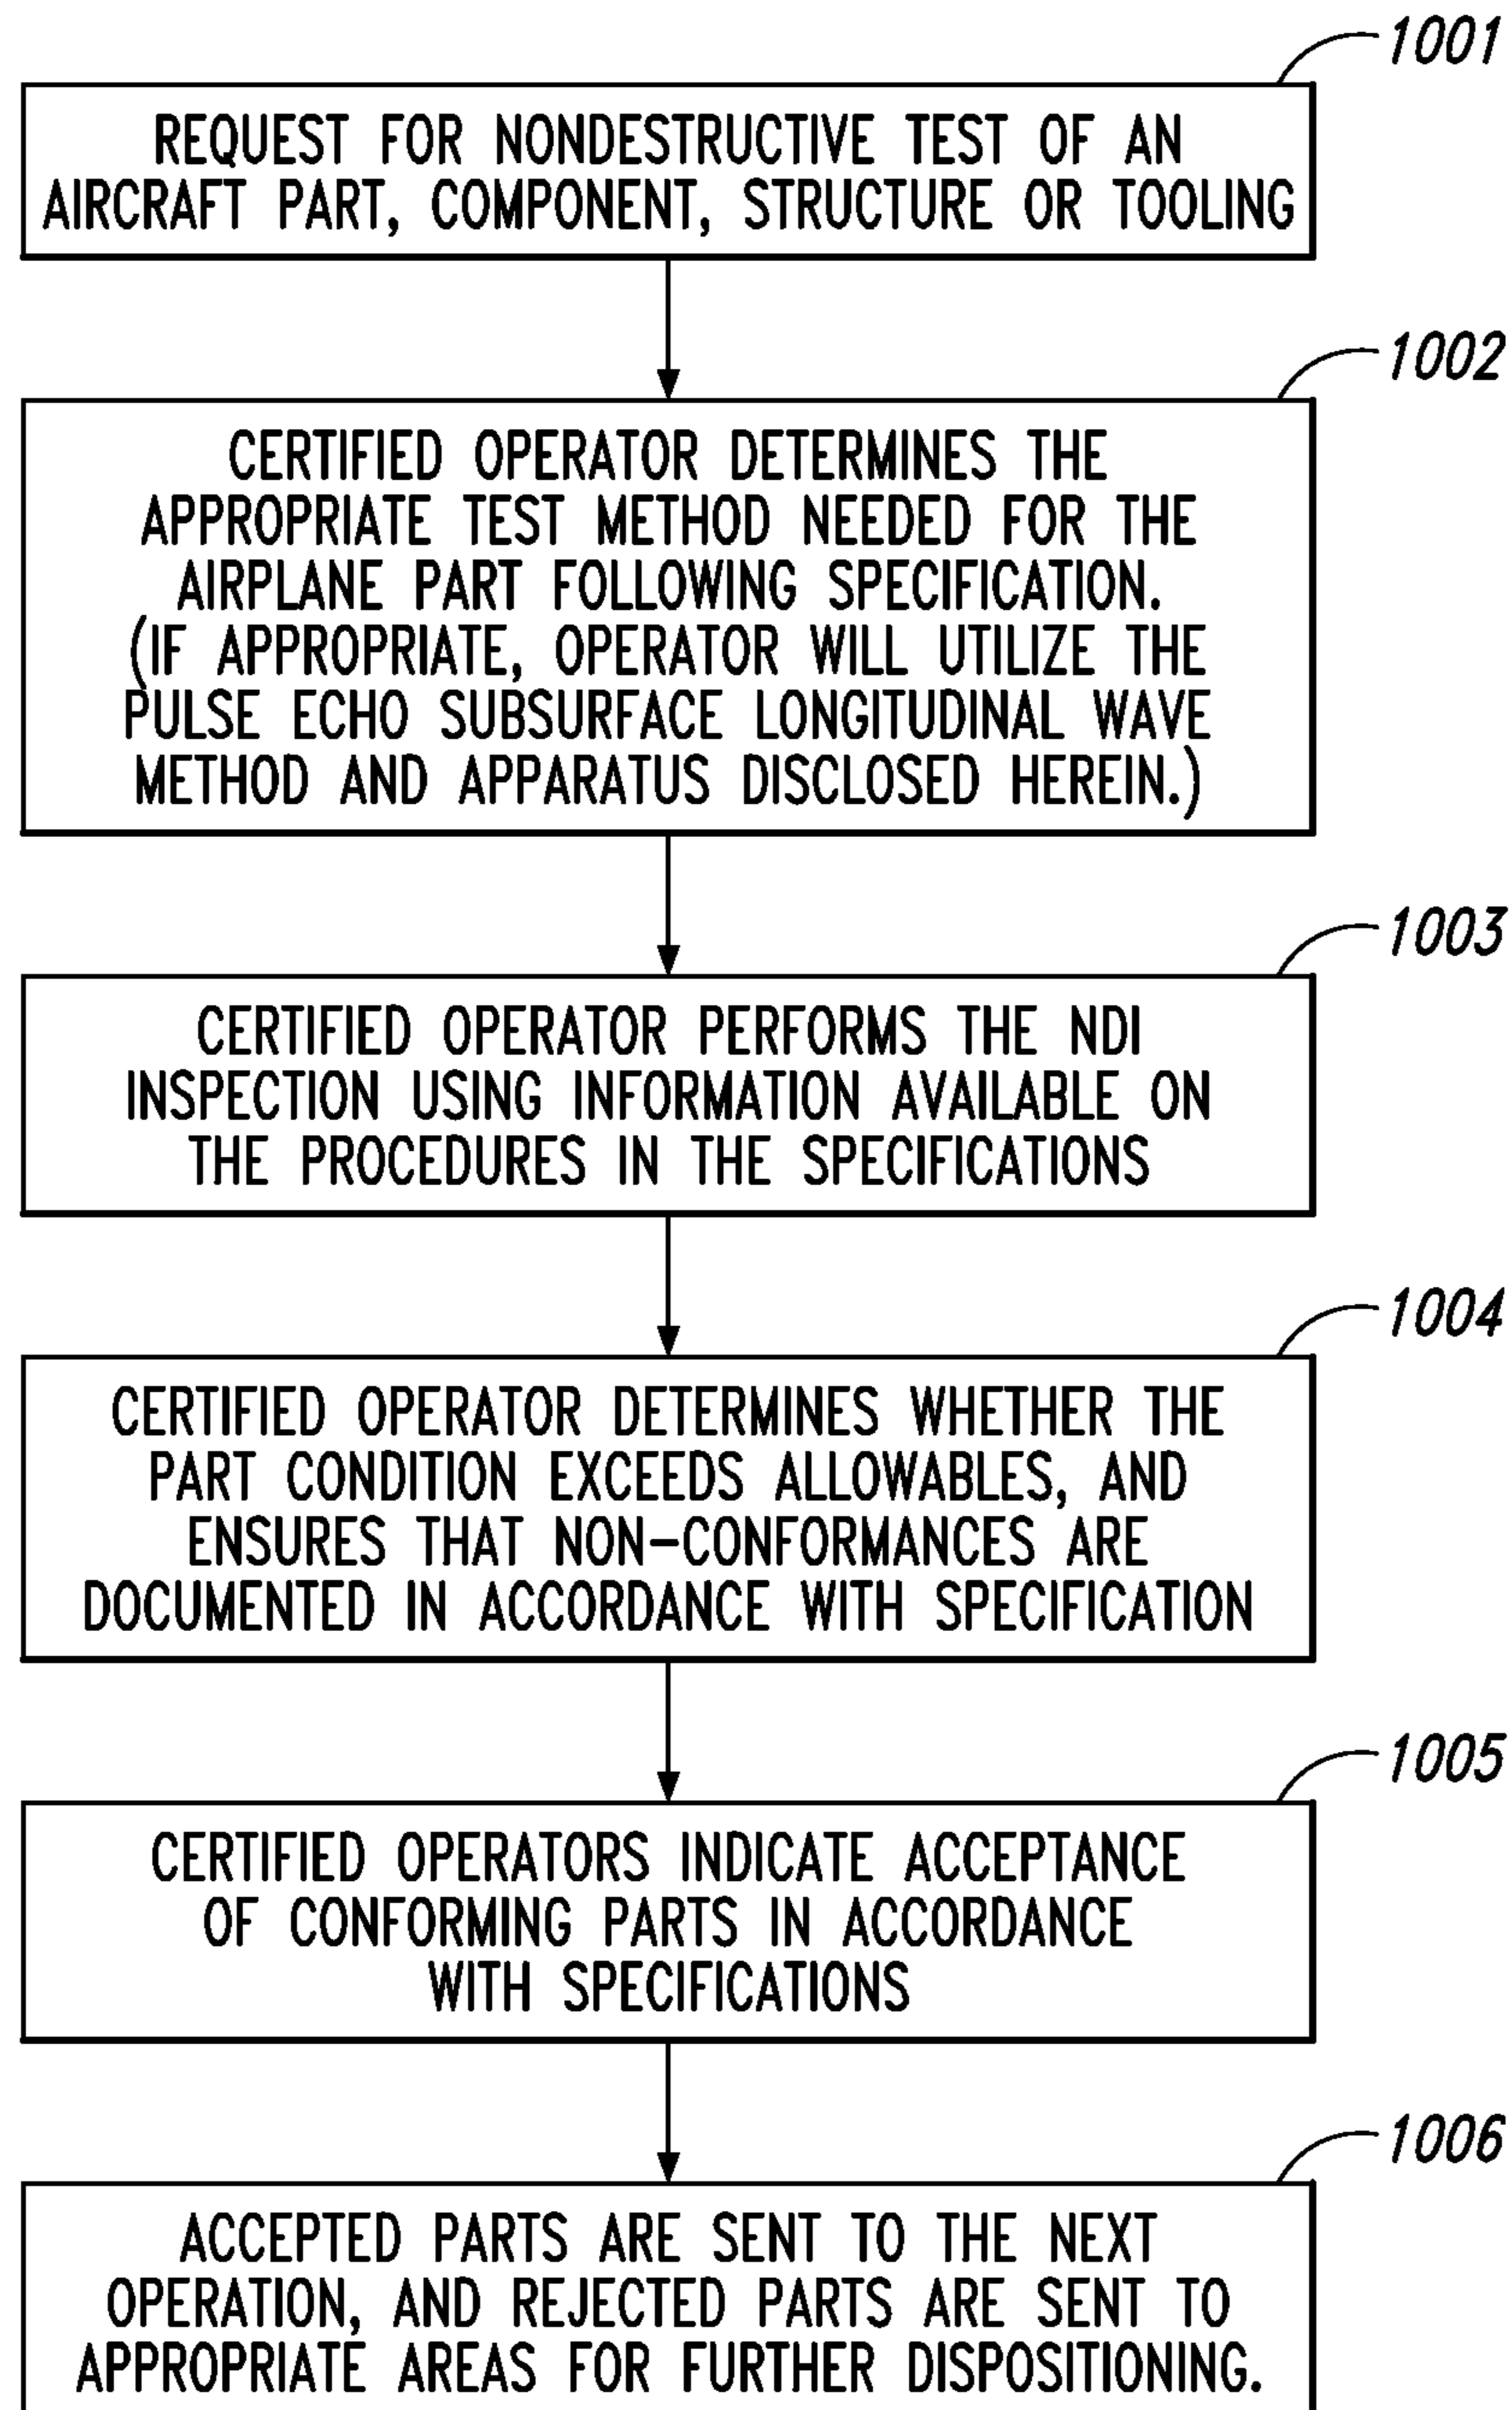 1001
REQUEST FOR NONDESTRUCTIVE TEST OF AN
AIRCRAFT PART, COMPONENT, STRUCTURE OR TOOLING
1002
CERTIFIED OPERATOR DETERMINES THE
APPROPRIATE TEST METHOD NEEDED FOR THE
AIRPLANE PART FOLLOWING SPECIFICATION.
(IF APPROPRIATE, OPERATOR WILL UTILIZE THE
PULSE ECHO SUBSURFACE LONGITUDINAL WAVE
METHOD AND APPARATUS DISCLOSED HEREIN.)
1003
CERTIFIED OPERATOR PERFORMS THE NDI
INSPECTION USING INFORMATION AVAILABLE ON
THE PROCEDURES IN THE SPECIFICATIONS
1004
CERTIFIED OPERATOR DETERMINES WHETHER THE
PART CONDITION EXCEEDS ALLOWABLES, AND
ENSURES THAT NON-CONFORMANCES ARE
DOCUMENTED IN ACCORDANCE WITH SPECIFICATION
1005
CERTIFIED OPERATORS INDICATE ACCEPTANCE
OF CONFORMING PARTS IN ACCORDANCE
WITH SPECIFICATIONS
1006
ACCEPTED PARTS ARE SENT TO THE NEXT
OPERATION, AND REJECTED PARTS ARE SENT TO
APPROPRIATE AREAS FOR FURTHER DISPOSITIONING.